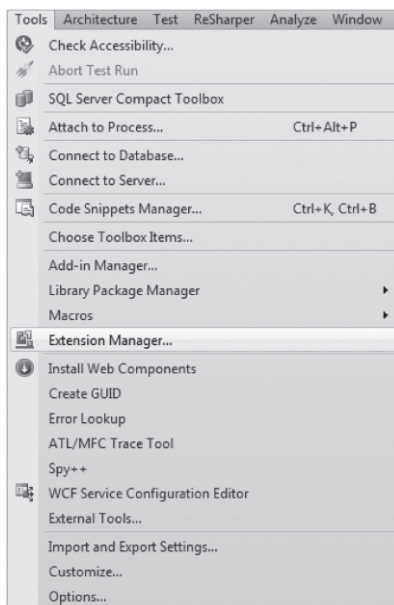 Tools Architecture Test ReSharper Analyze Window
Check Accessibility...
Abort Test Run
SQL Server Compact Toolbox
Attach to Process... Ctrl+Alt+P
Connect to Database...
Connect to Server...
Code Snippets Manager... Ctrl+K, Ctrl+B
Choose Toolbox Items...
Add-in Manager...
Library Package Manager
Macros
Extension Manager...
Install Web Components
Create GUID
Error Lookup
ATL/MFC Trace Tool
Spy++
WCF Service Configuration Editor
External Tools...
Import and Export Settings...
Customize...
Options...